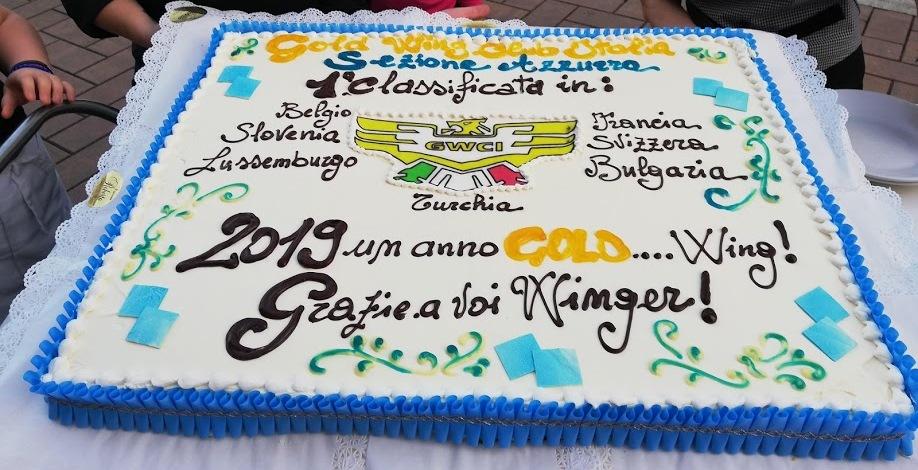 Gold Wing Club Italia
Sezione Azzurra
1ª classificata in:
Belgio
Slovenia
Lussemburgo
GWCI
Francia
Svizzera
Bulgaria
Turchia
2019 un anno GOLD....Wing!
Grazie a voi Winger!